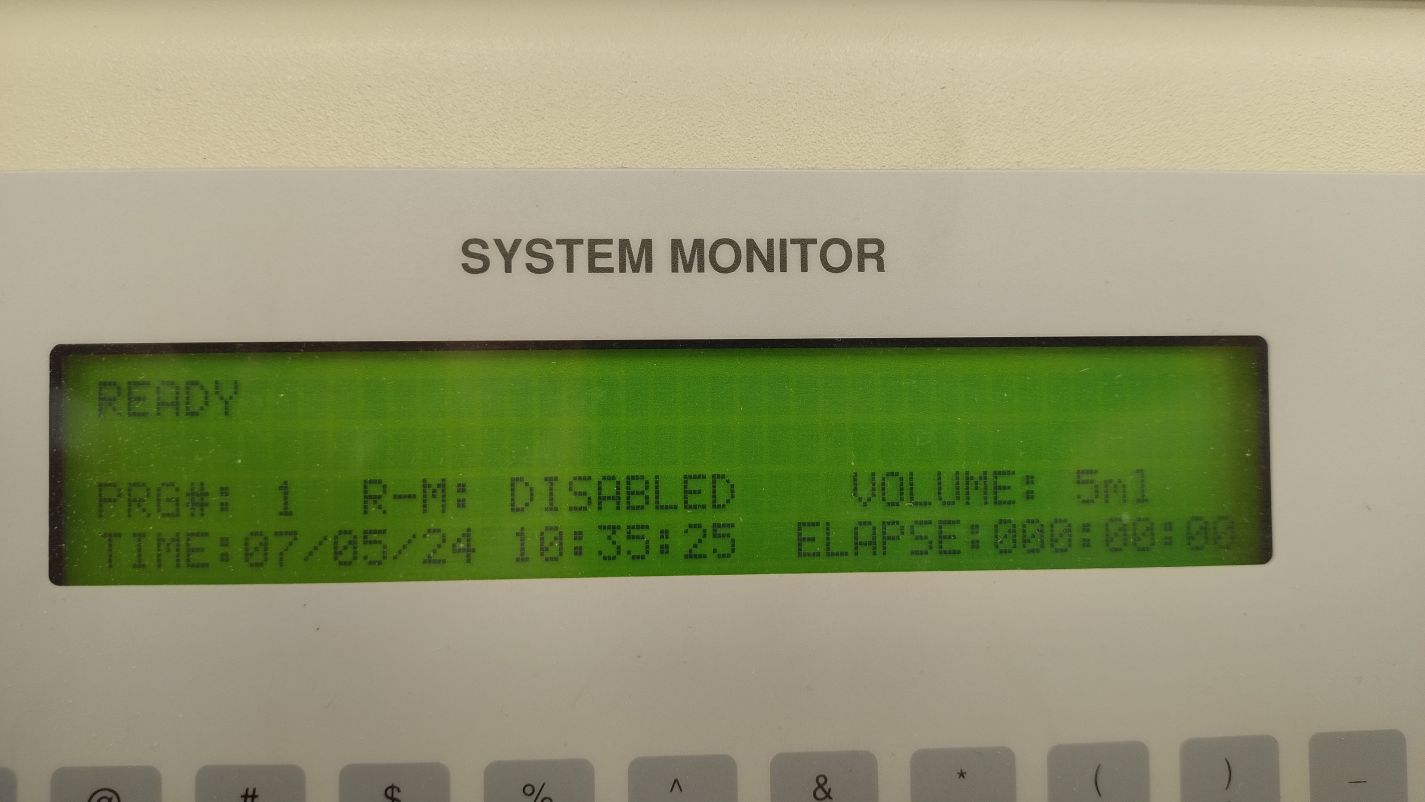 SYSTEM MONITOR
READY
PRG#: 1 R-M: DISABLED VOLUME: 5ml
TIME:07/05/24 10:35:25 ELAPSE:000:00:00
@ # $ % ^ & * ( ) _